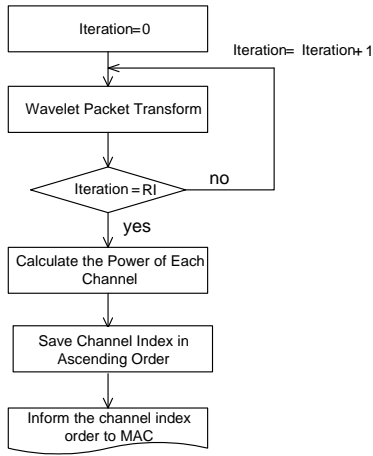 Iteration=0
Iteration= Iteration+1
Wavelet Packet Transform
Iteration=RI
no
yes
Calculate the Power of Each
Channel
Save Channel Index in
Ascending Order
Inform the channel index
order to MAC